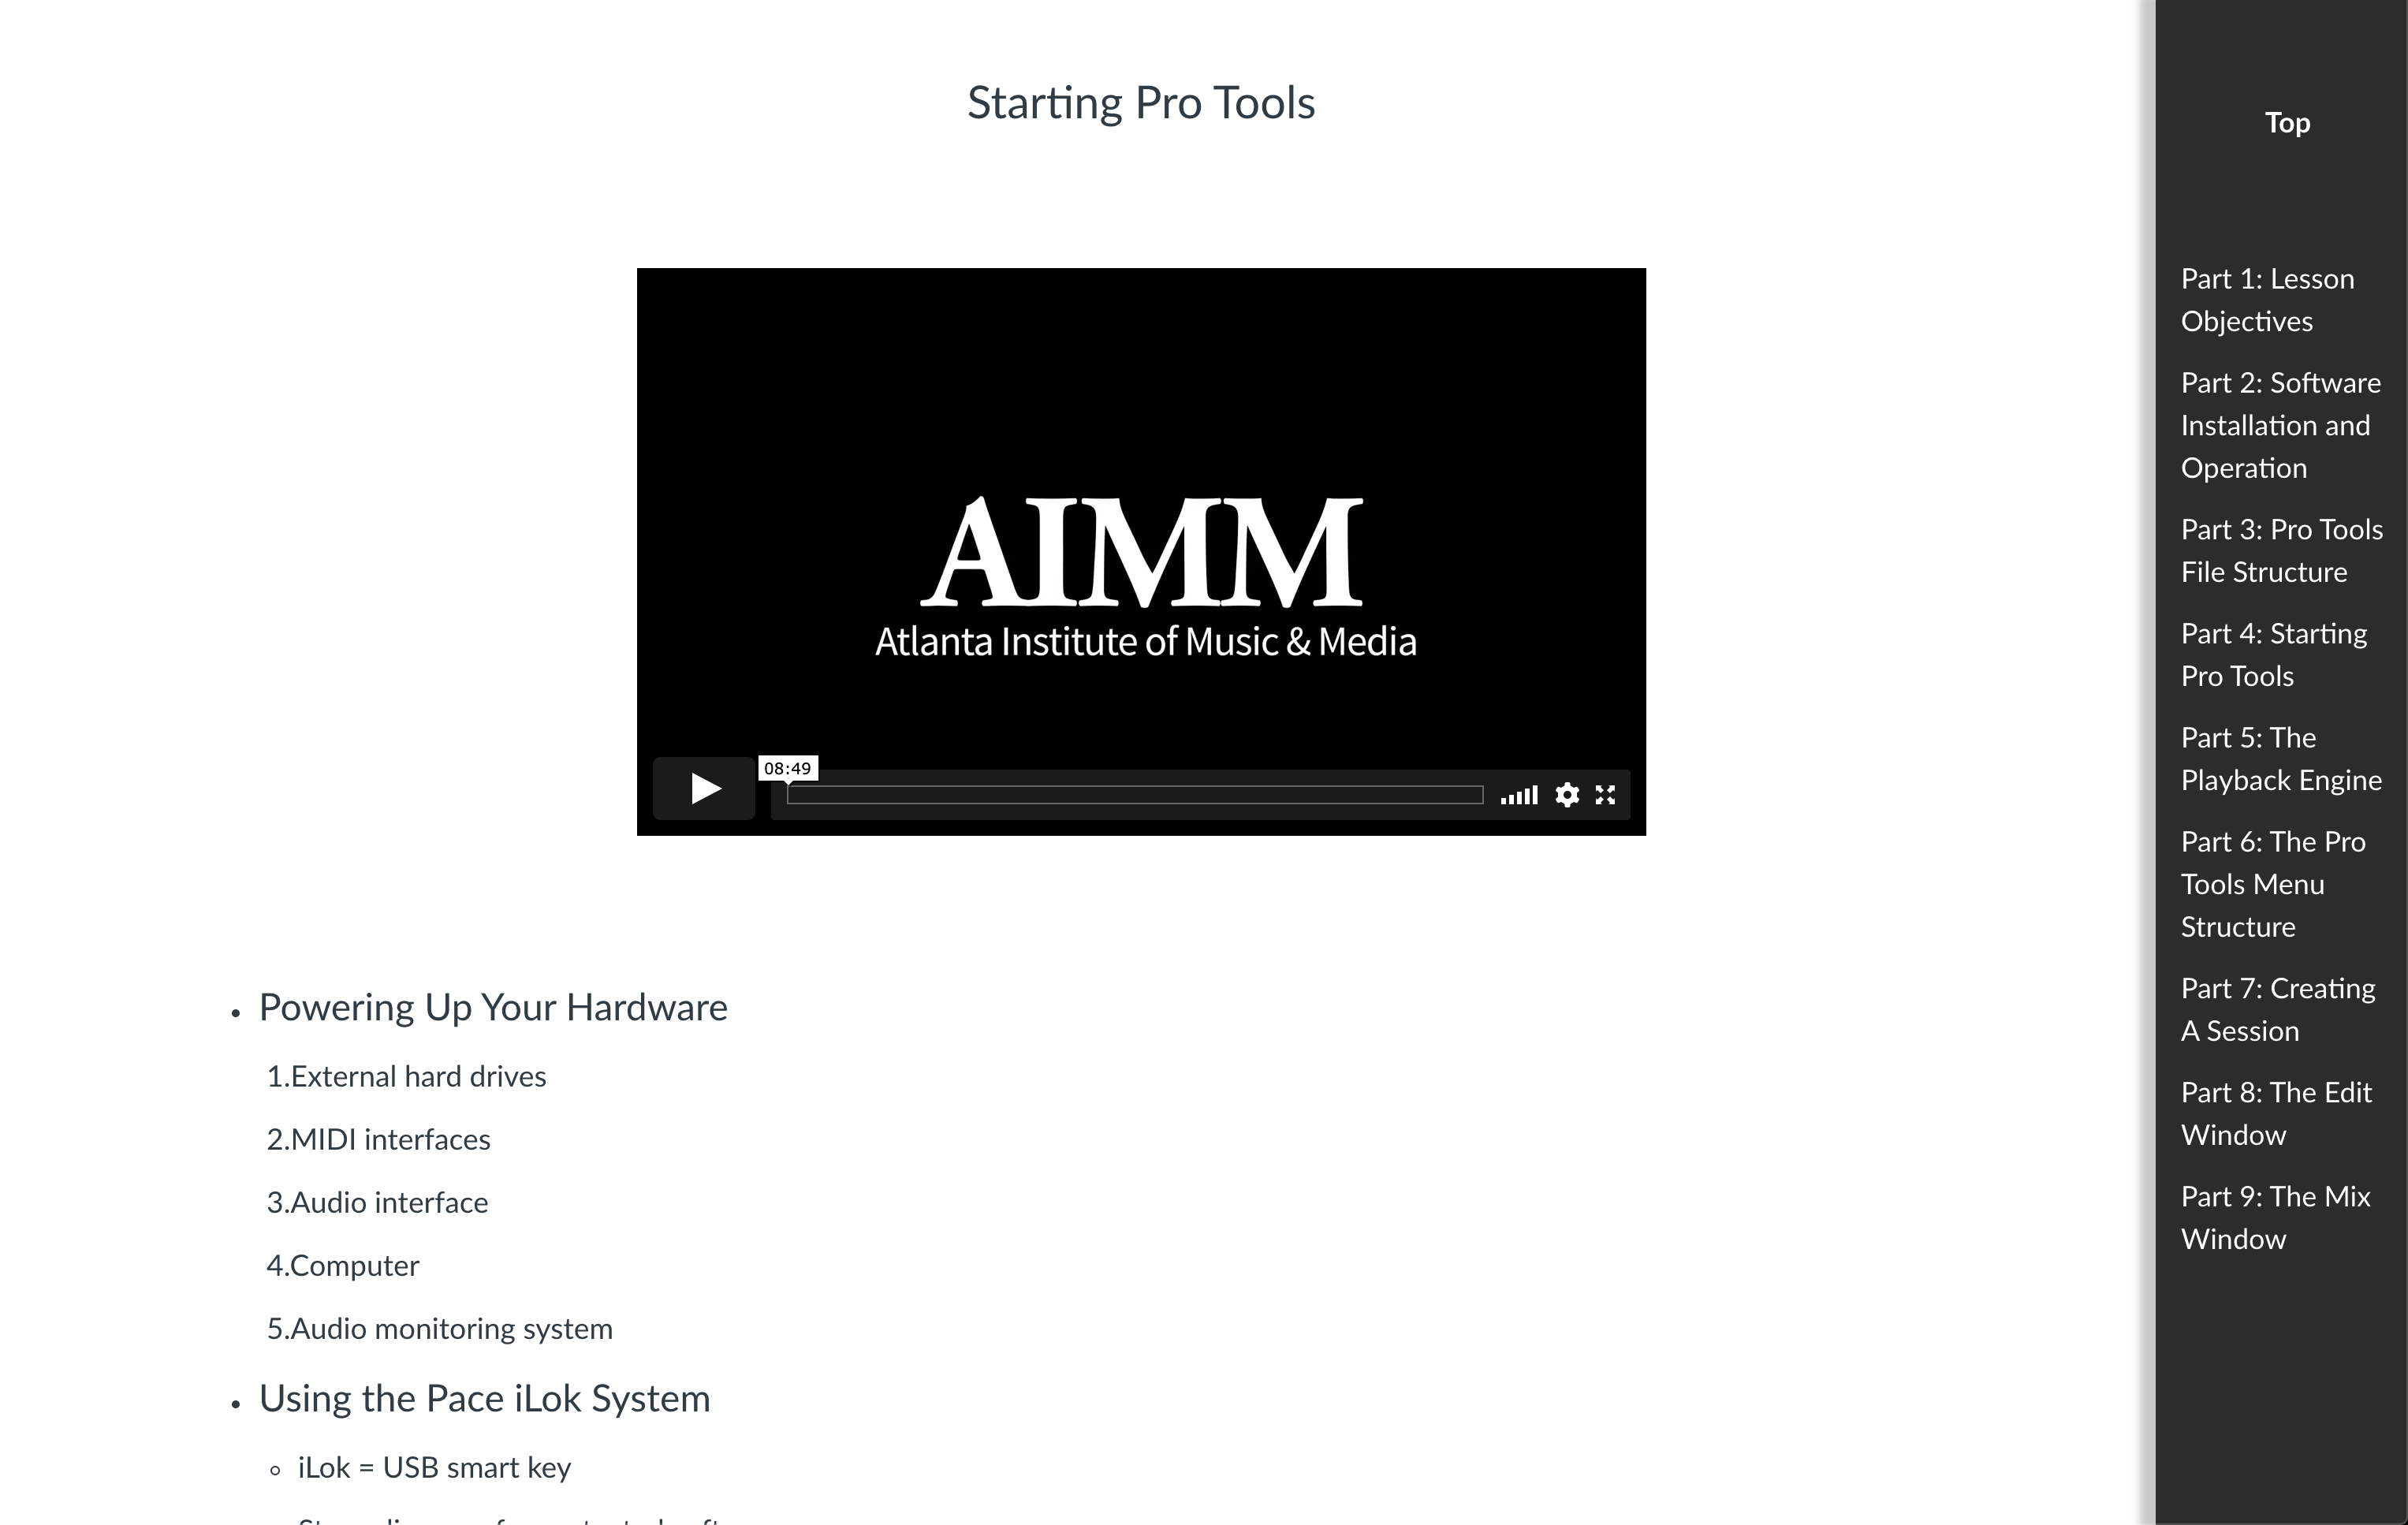 Starting Pro Tools
AIMM
Atlanta Institute of Music & Media
08:49
• Powering Up Your Hardware
1.External hard drives
2.MIDI interfaces
3.Audio interface
4.Computer
5.Audio monitoring system
• Using the Pace iLok System
◦ iLok = USB smart key
Top
Part 1: Lesson
Objectives
Part 2: Software
Installation and
Operation
Part 3: Pro Tools
File Structure
Part 4: Starting
Pro Tools
Part 5: The
Playback Engine
Part 6: The Pro
Tools Menu
Structure
Part 7: Creating
A Session
Part 8: The Edit
Window
Part 9: The Mix
Window